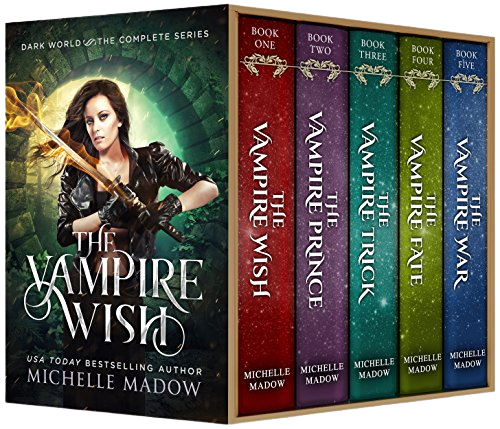 DARK WORLD THE COMPLETE SERIES
THE
VAMPIRE
WISH
USA TODAY BESTSELLING AUTHOR
MICHELLE MADOW
BOOK
ONE
THE
VAMPIRE WISH
MICHELLE
MADOW
BOOK
TWO
THE
VAMPIRE PRINCE
MICHELLE
MADOW
BOOK
THREE
THE
VAMPIRE TRICK
MICHELLE
MADOW
BOOK
FOUR
THE
VAMPIRE FATE
MICHELLE
MADOW
BOOK
FIVE
THE
VAMPIRE WAR
MICHELLE
MADOW